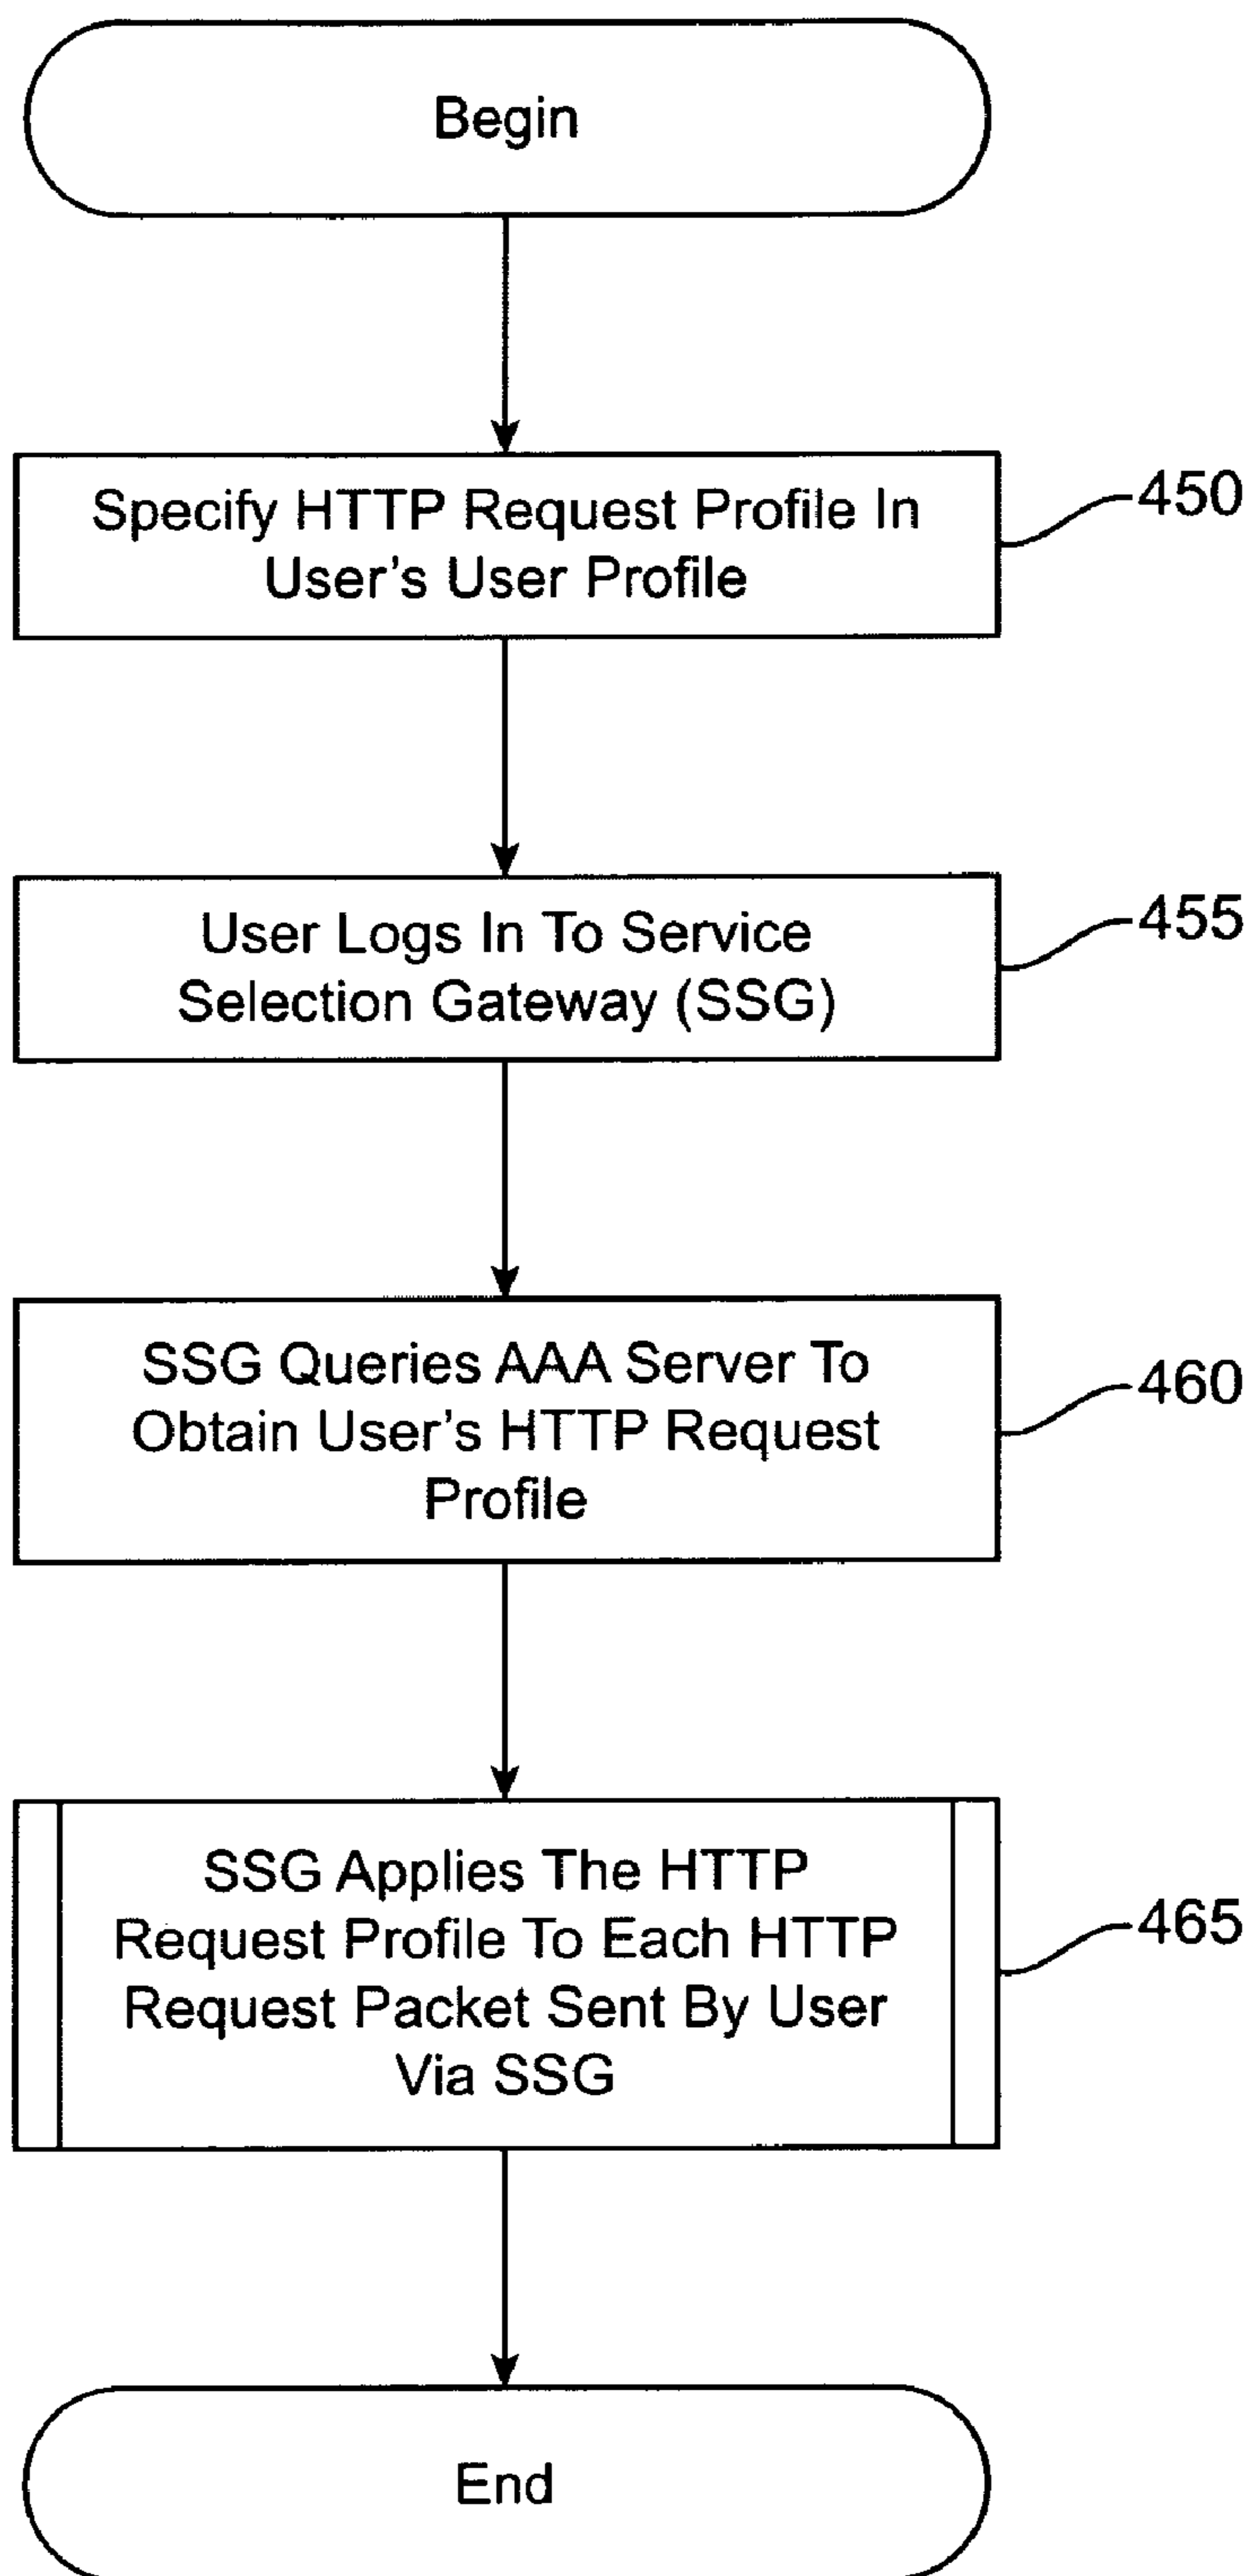 Begin
Specify HTTP Request Profile In
User's User Profile
450
User Logs In To Service
Selection Gateway (SSG)
455
SSG Queries AAA Server To
Obtain User's HTTP Request
Profile
460
SSG Applies The HTTP
Request Profile To Each HTTP
Request Packet Sent By User
Via SSG
465
End